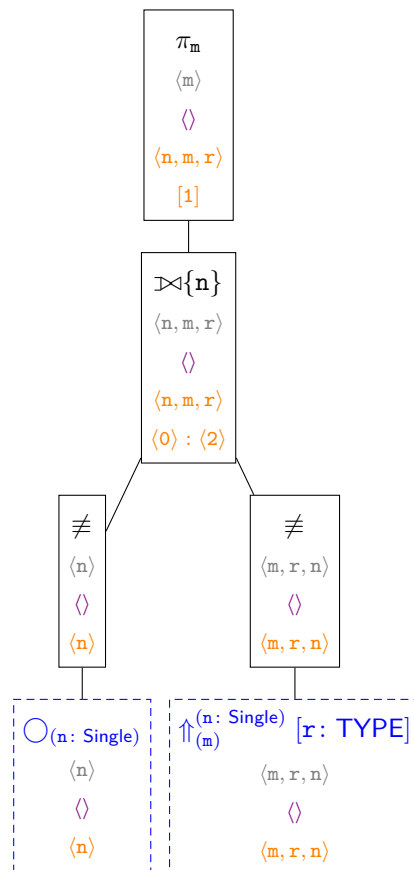 π_m
⟨m⟩
⟨⟩
⟨n, m, r⟩
[1]
⟕{n}
⟨n, m, r⟩
⟨⟩
⟨n, m, r⟩
⟨0⟩ : ⟨2⟩
≢
⟨n⟩
⟨⟩
⟨n⟩
≢
⟨m, r, n⟩
⟨⟩
⟨m, r, n⟩
◯(n: Single)
⟨n⟩
⟨⟩
⟨n⟩
⇑(m)^(n: Single) [r: TYPE]
⟨m, r, n⟩
⟨⟩
⟨m, r, n⟩